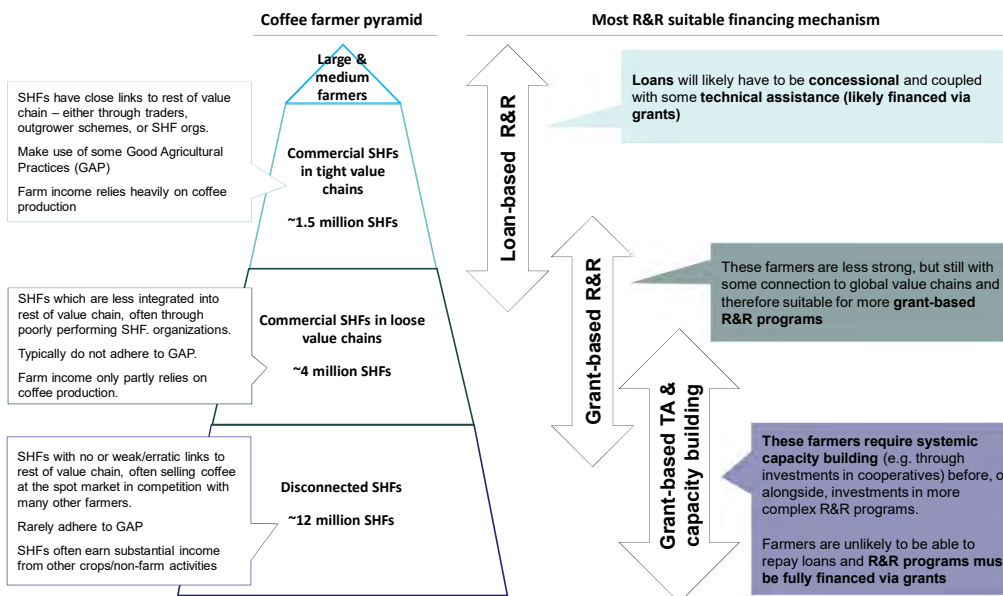 Coffee farmer pyramid
Most R&R suitable financing mechanism
Large &
medium
farmers
SHFs have close links to rest of value
chain – either through traders,
outgrower schemes, or SHF orgs.
Make use of some Good Agricultural
Practices (GAP)
Farm income relies heavily on coffee
production
Commercial SHFs
in tight value
chains
~1.5 million SHFs
Loan-based R&R
Loans will likely have to be concessional and coupled
with some technical assistance (likely financed via
grants)
SHFs which are less integrated into
rest of value chain, often through
poorly performing SHF. organizations.
Typically do not adhere to GAP.
Farm income only partly relies on
coffee production.
Commercial SHFs in loose
value chains
~4 million SHFs
Grant-based R&R
These farmers are less strong, but still with
some connection to global value chains and
therefore suitable for more grant-based
R&R programs
SHFs with no or weak/erratic links to
rest of value chain, often selling coffee
at the spot market in competition with
many other farmers.
Rarely adhere to GAP
SHFs often earn substantial income
from other crops/non-farm activities
Disconnected SHFs
~12 million SHFs
Grant-based TA &
capacity building
These farmers require systemic
capacity building (e.g. through
investments in cooperatives) before, o
alongside, investments in more
complex R&R programs.
Farmers are unlikely to be able to
repay loans and R&R programs mus
be fully financed via grants